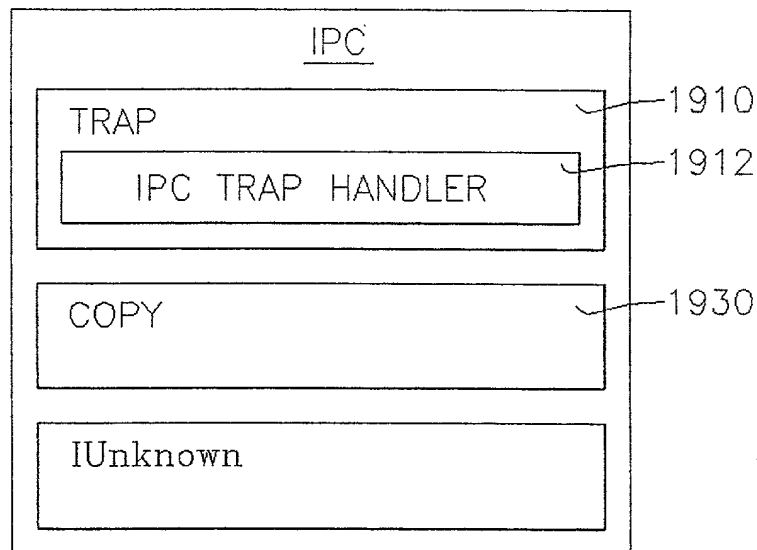 IPC
TRAP
1910
IPC TRAP HANDLER
1912
COPY
1930
IUnknown